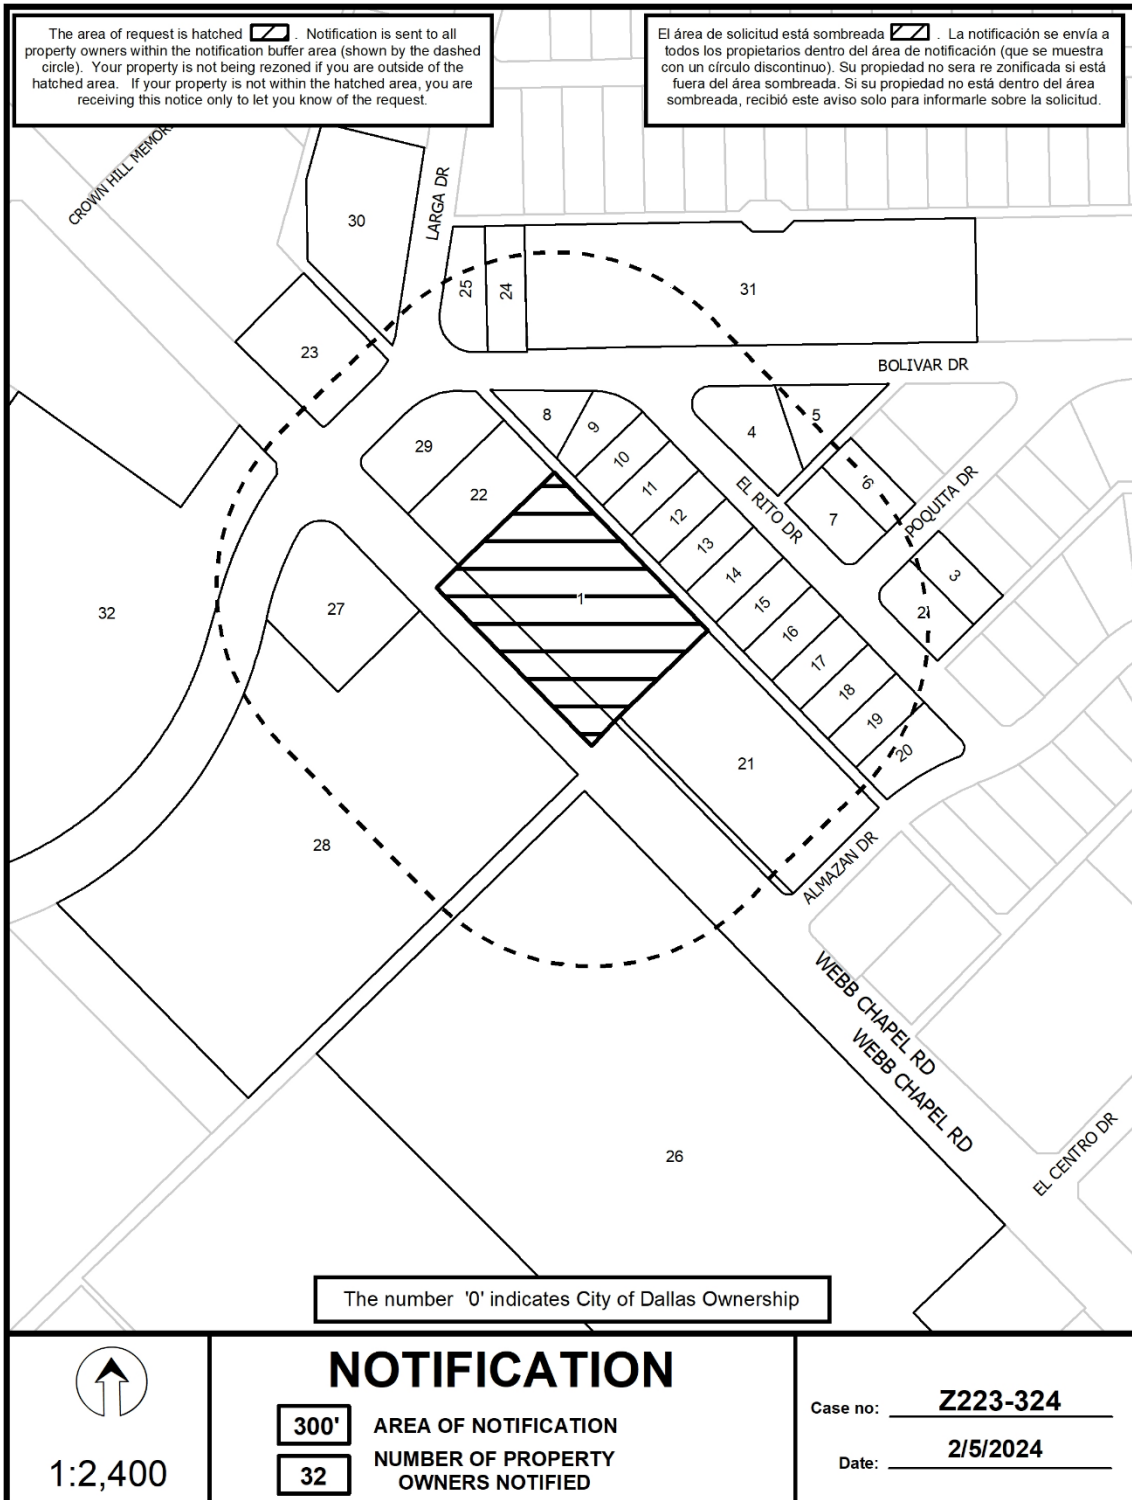 The area of request is hatched . Notification is sent to all
property owners within the notification buffer area (shown by the dashed
circle). Your property is not being rezoned if you are outside of the
hatched area. If your property is not within the hatched area, you are
receiving this notice only to let you know of the request.
El área de solicitud está sombreada . La notificación se envía a
todos los propietarios dentro del área de notificación (que se muestra
con un círculo discontinuo). Su propiedad no sera re zonificada si está
fuera del área sombreada. Si su propiedad no está dentro del área
sombreada, recibió este aviso solo para informarle sobre la solicitud.
CROWN HILL
LARGA DR
30
25
24
31
23
BOLIVAR DR
8
9
5
4
29
10
6
22
11
EL RITO DR
POQUITA DR
12
7
13
14
3
1
15
2
32
27
16
17
18
19
20
21
28
ALMAZAN DR
WEBB CHAPEL RD
WEBB CHAPEL RD
26
EL CENTRO DR
The number '0' indicates City of Dallas Ownership
1:2,400
NOTIFICATION
300' AREA OF NOTIFICATION
32 NUMBER OF PROPERTY
OWNERS NOTIFIED
Case no: Z223-324
Date: 2/5/2024